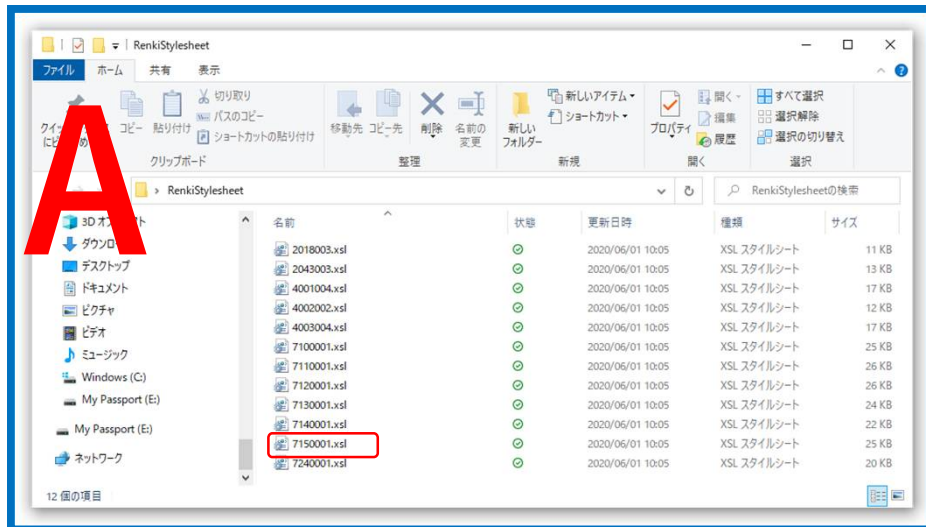 RenkiStylesheet
ファイル ホーム 共有 表示
コピー 貼り付け
切り取り
パスのコピー
ショートカットの貼り付け
クリップボード
移動先 コピー先 削除 名前の変更
整理
新しいフォルダー
新しいアイテム
ショートカット
新規
プロパティ
開く
編集
履歴
開く
すべて選択
選択解除
選択の切り替え
選択
A
RenkiStylesheet
RenkiStylesheetの検索
デスクトップ
ドキュメント
ピクチャ
ビデオ
ミュージック
Windows (C:)
My Passport (E:)
My Passport (E:)
ネットワーク
名前 状態 更新日時 種類 サイズ
2018003.xsl 2020/06/01 10:05 XSL スタイルシート 11 KB
2043003.xsl 2020/06/01 10:05 XSL スタイルシート 13 KB
4001004.xsl 2020/06/01 10:05 XSL スタイルシート 17 KB
4002002.xsl 2020/06/01 10:05 XSL スタイルシート 12 KB
4003004.xsl 2020/06/01 10:05 XSL スタイルシート 17 KB
7100001.xsl 2020/06/01 10:05 XSL スタイルシート 25 KB
7110001.xsl 2020/06/01 10:05 XSL スタイルシート 26 KB
7120001.xsl 2020/06/01 10:05 XSL スタイルシート 26 KB
7130001.xsl 2020/06/01 10:05 XSL スタイルシート 24 KB
7140001.xsl 2020/06/01 10:05 XSL スタイルシート 22 KB
7150001.xsl 2020/06/01 10:05 XSL スタイルシート 25 KB
7240001.xsl 2020/06/01 10:05 XSL スタイルシート 20 KB
12 個の項目